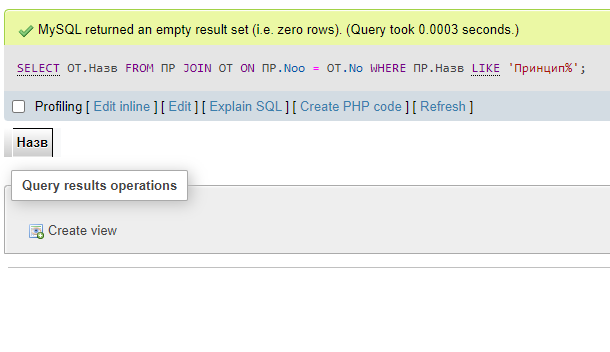 MySQL returned an empty result set (i.e. zero rows). (Query took 0.0003 seconds.)
SELECT ОТ.Назв FROM ПР JOIN ОТ ON ПР.Noo = ОТ.No WHERE ПР.Назв LIKE 'Принцип%';
Profiling [ Edit inline ] [ Edit ] [ Explain SQL ] [ Create PHP code ] [ Refresh ]
Назв
Query results operations
Create view